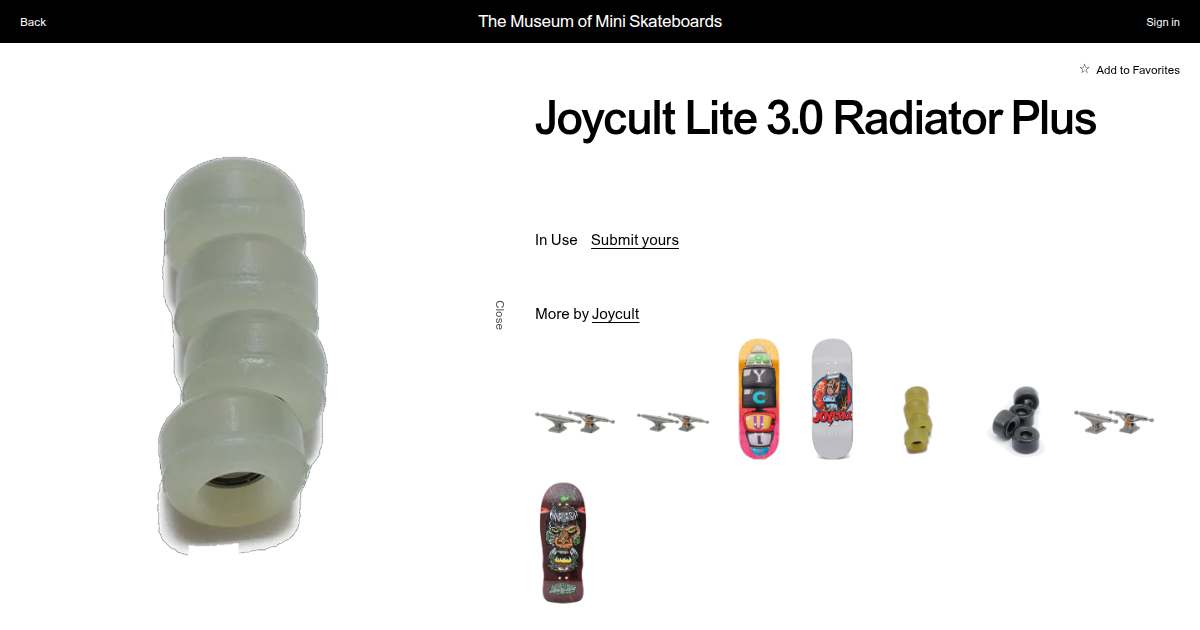 Back
The Museum of Mini Skateboards
Sign in
☆ Add to Favorites
Joycult Lite 3.0 Radiator Plus
In Use Submit yours
Close
More by Joycult
Y
C
U
L